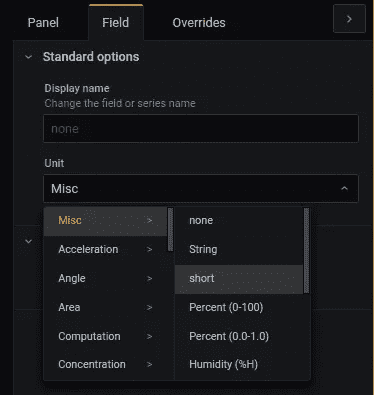 Panel Field Overrides >
Standard options
Display name
Change the field or series name
none
Unit
Misc
Misc > none
Acceleration > String
Angle > short
Area > Percent (0-100)
Computation > Percent (0.0-1.0)
Concentration > Humidity (%H)